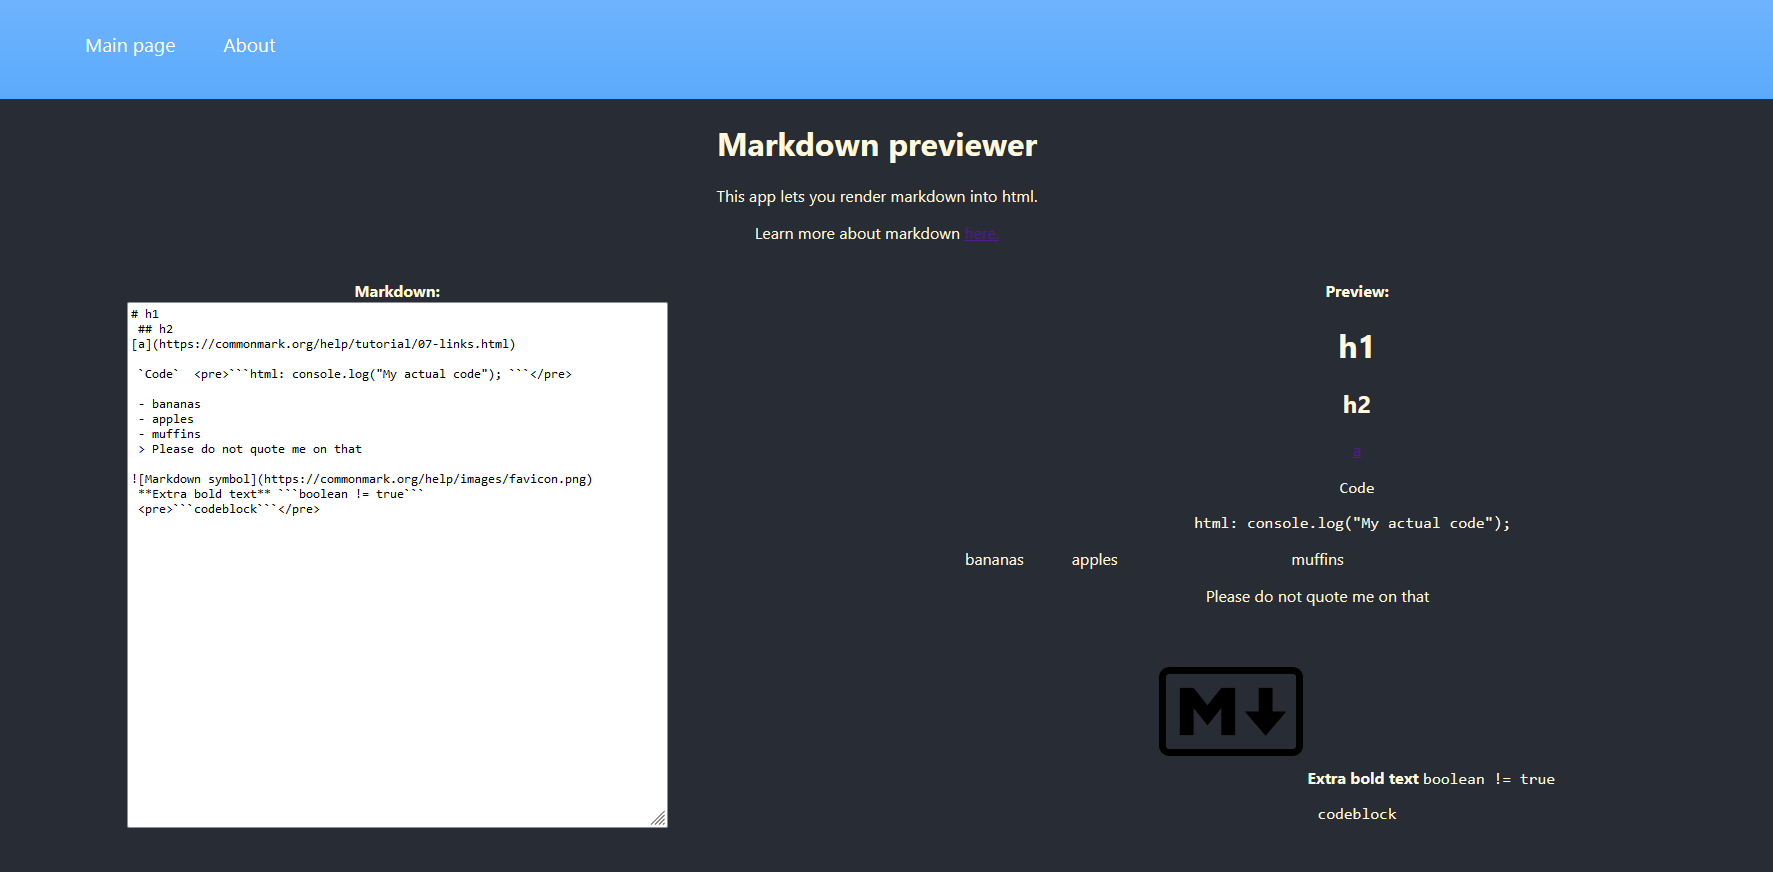 Main page About
Markdown previewer
This app lets you render markdown into html.
Learn more about markdown here.
Markdown:
# h1
 ## h2
[a](https://commonmark.org/help/tutorial/07-links.html)
 `Code`  <pre>```html: console.log("My actual code"); ```</pre>
 - bananas
 - apples
 - muffins
 > Please do not quote me on that
![Markdown symbol](https://commonmark.org/help/images/favicon.png)
 **Extra bold text** ```boolean != true```
 <pre>```codeblock```</pre>
Preview:
h1
h2
a
Code
html: console.log("My actual code");
bananas apples muffins
Please do not quote me on that
M
Extra bold text boolean != true
codeblock